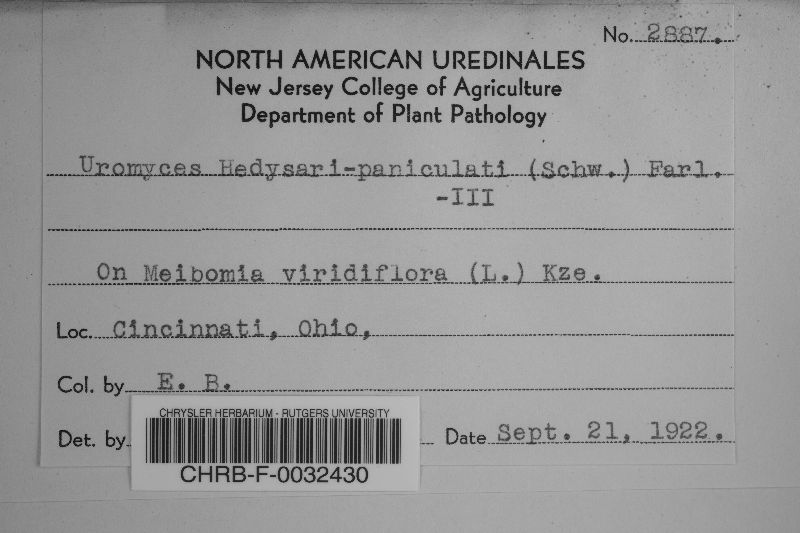 No. 2887.
NORTH AMERICAN UREDINALES
New Jersey College of Agriculture
Department of Plant Pathology
Uromyces Hedysari-paniculati (Schw.) Farl.
-III
On Meibomia viridiflora (L.) Kze.
Loc. Cincinnati, Ohio,
Col. by E. B.
Det. by Date Sept. 21, 1922.
CHRYSLER HERBARIUM - RUTGERS UNIVERSITY
CHRB-F-0032430